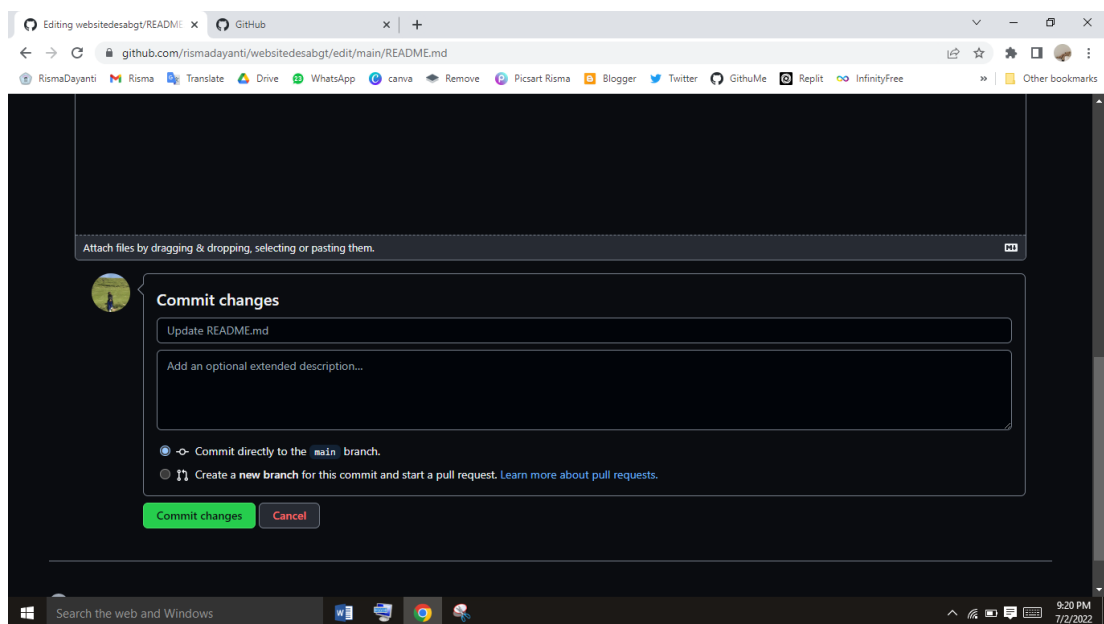 Editing websitedesabgt/README
GitHub
github.com/rismadayanti/websitedesabgt/edit/main/README.md
RismaDayanti Risma Translate Drive WhatsApp canva Remove Picsart Risma Blogger Twitter GithuMe Replit InfinityFree » Other bookmarks
Attach files by dragging & dropping, selecting or pasting them.
Commit changes
Update README.md
Add an optional extended description...
Commit directly to the main branch.
Create a new branch for this commit and start a pull request. Learn more about pull requests.
Commit changes Cancel
Search the web and Windows
9:20 PM
7/2/2022